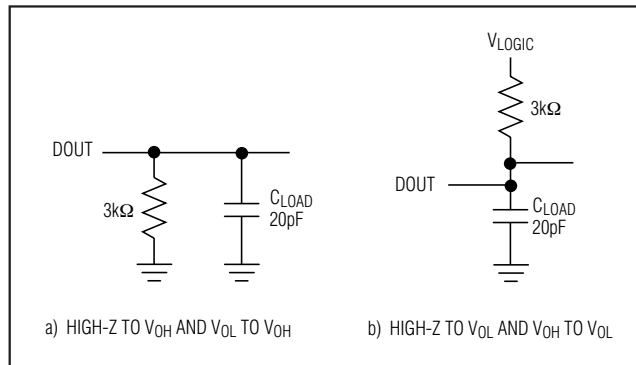 DOUT
3kΩ
CLOAD
20pF
a) HIGH-Z TO VOH AND VOL TO VOH
VLOGIC
3kΩ
DOUT
CLOAD
20pF
b) HIGH-Z TO VOL AND VOH TO VOL